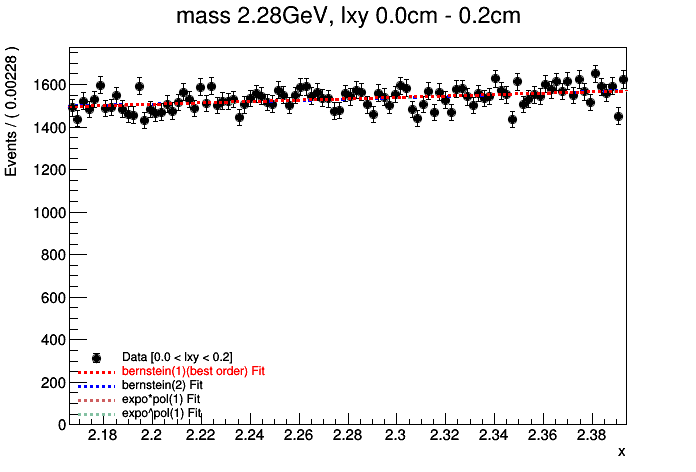 mass 2.28GeV, lxy 0.0cm - 0.2cm
Events / ( 0.00228 )
1600
1400
1200
1000
800
600
400
200
0
Data [0.0 < lxy < 0.2]
bernstein(1)(best order) Fit
bernstein(2) Fit
expo*pol(1) Fit
expo^pol(1) Fit
2.18 2.2 2.22 2.24 2.26 2.28 2.3 2.32 2.34 2.36 2.38
x